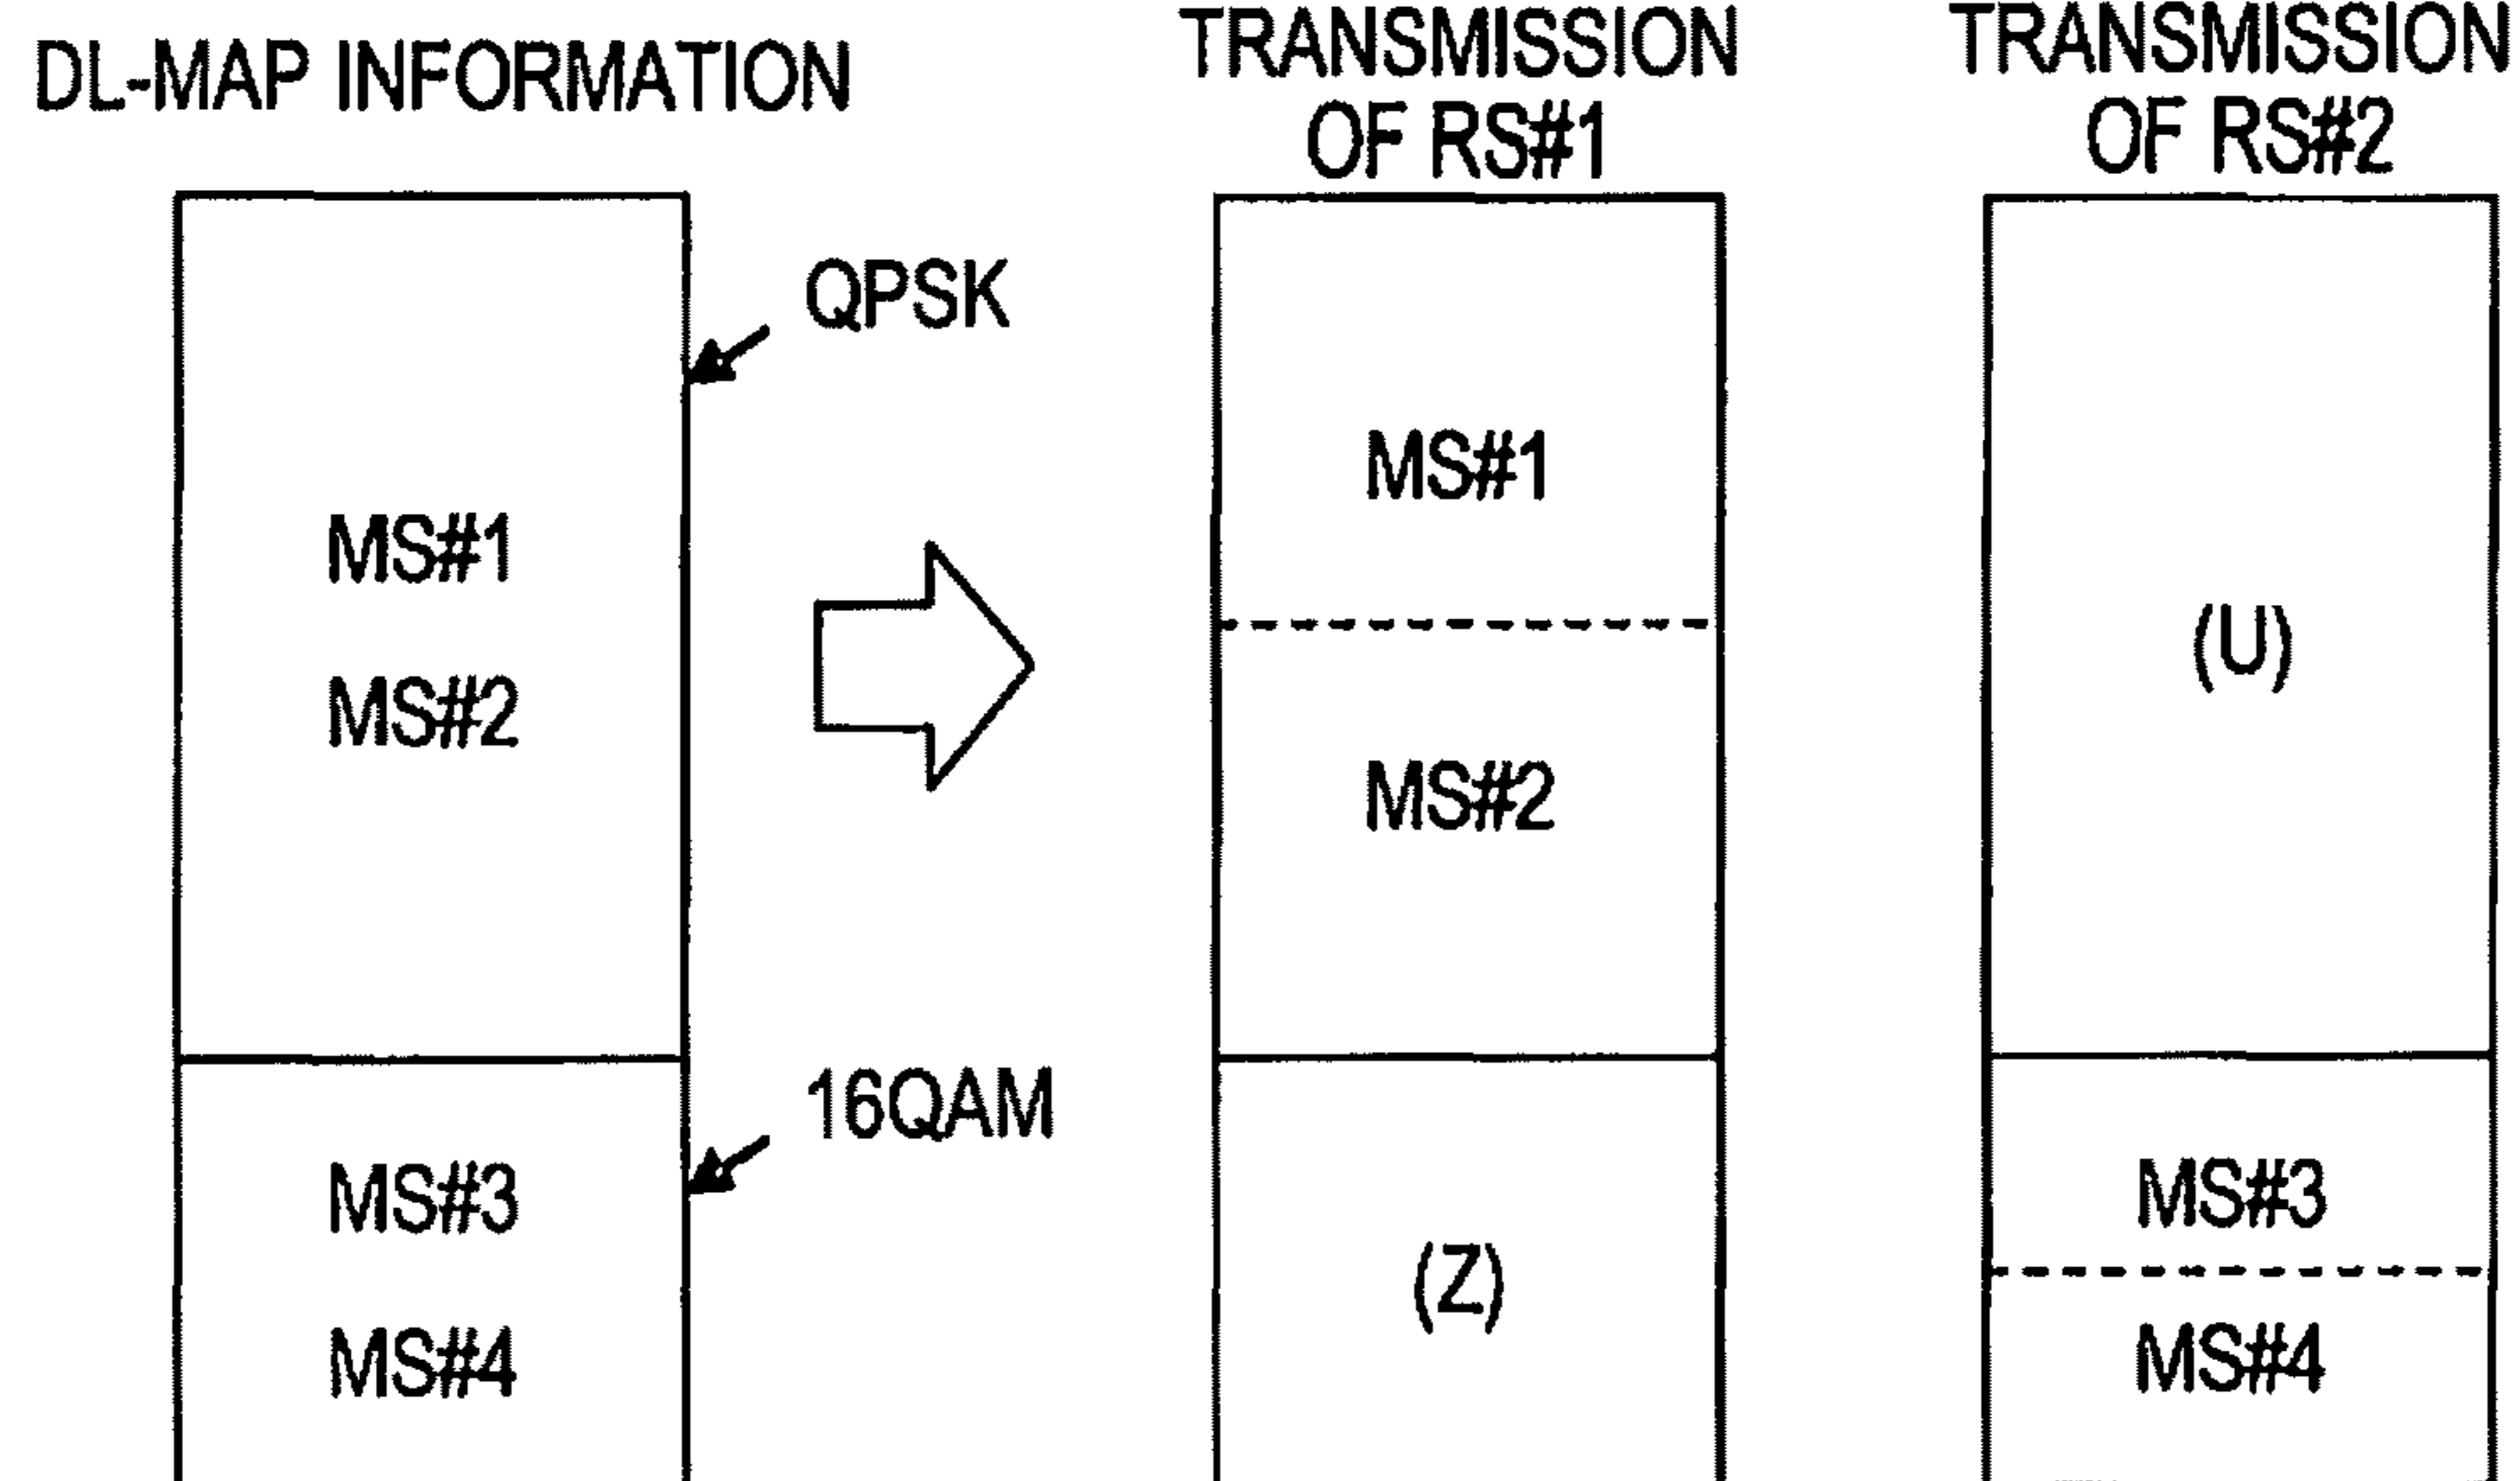 DL-MAP INFORMATION
TRANSMISSION
OF RS#1
TRANSMISSION
OF RS#2
QPSK
MS#1
MS#2
16QAM
MS#3
MS#4
MS#1
MS#2
(Z)
(U)
MS#3
MS#4